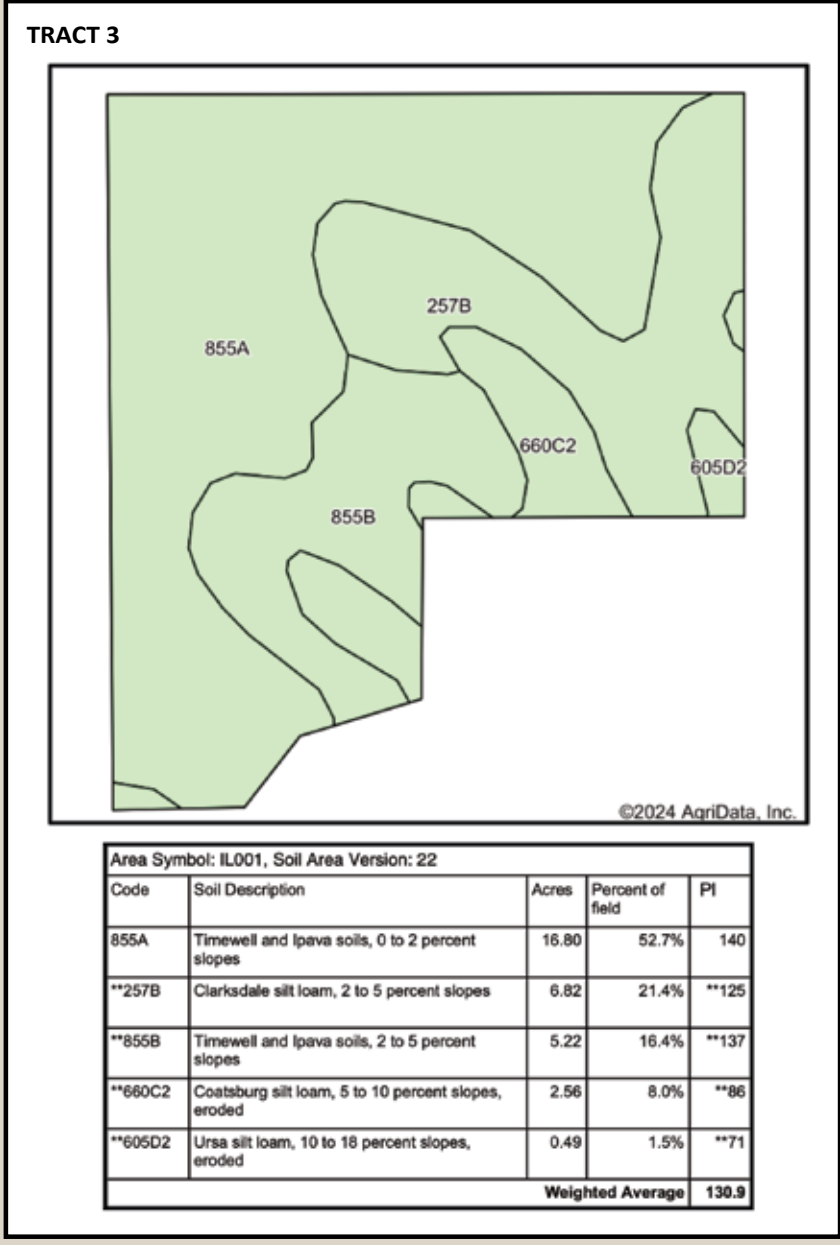 TRACT 3
257B
855A
660C2
605D2
855B
©2024 AgriData, Inc.
Area Symbol: IL001, Soil Area Version: 22
Code Soil Description Acres Percent of field PI
855A Timewell and Ipava soils, 0 to 2 percent slopes 16.80 52.7% 140
**257B Clarksdale silt loam, 2 to 5 percent slopes 6.82 21.4% **125
**855B Timewell and Ipava soils, 2 to 5 percent slopes 5.22 16.4% **137
**660C2 Coatsburg silt loam, 5 to 10 percent slopes, eroded 2.56 8.0% **86
**605D2 Ursa silt loam, 10 to 18 percent slopes, eroded 0.49 1.5% **71
Weighted Average 130.9